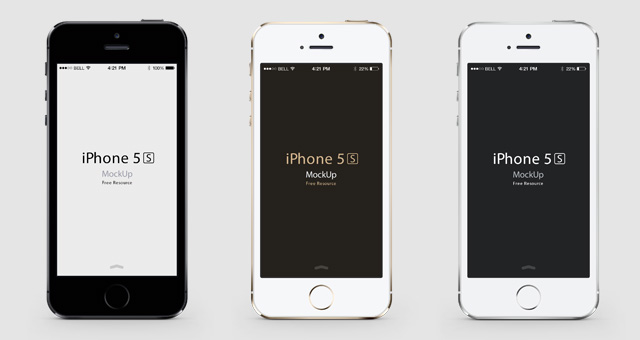 BELL 4:21 PM 100%
iPhone 5 S
MockUp
Free Resource
BELL 4:21 PM 22%
iPhone 5 S
MockUp
Free Resource
BELL 4:21 PM 22%
iPhone 5 S
MockUp
Free Resource